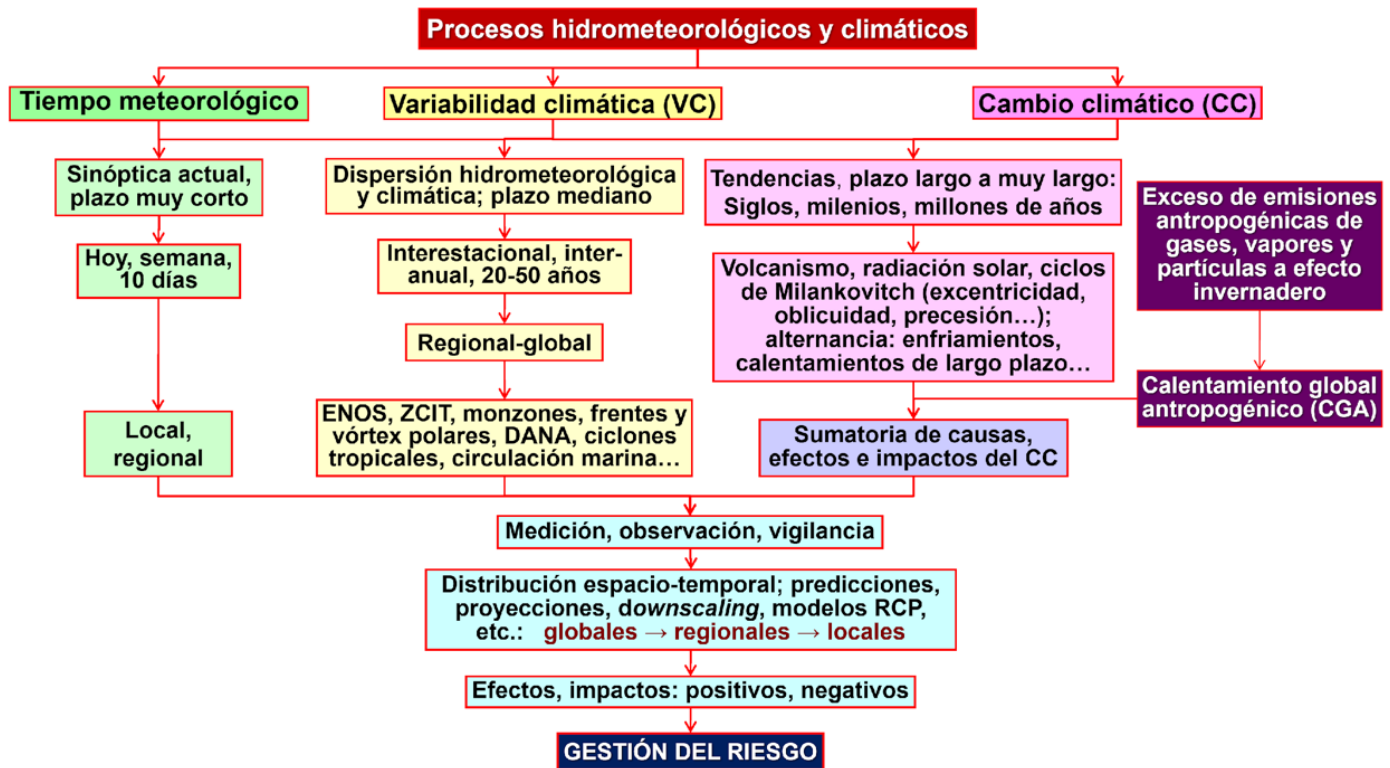 Procesos hidrometeorológicos y climáticos
Tiempo meteorológico
Variabilidad climática (VC)
Cambio climático (CC)
Sinóptica actual,
plazo muy corto
Dispersión hidrometeorológica
y climática; plazo mediano
Tendencias, plazo largo a muy largo:
Siglos, milenios, millones de años
Exceso de emisiones
antropogénicas de
gases, vapores y
partículas a efecto
invernadero
Hoy, semana,
10 días
Interestacional, inter-
anual, 20-50 años
Volcanismo, radiación solar, ciclos
de Milankovitch (excentricidad,
oblicuidad, precesión…);
alternancia: enfriamientos,
calentamientos de largo plazo…
Regional-global
Calentamiento global
antropogénico (CGA)
Local,
regional
ENOS, ZCIT, monzones, frentes y
vórtex polares, DANA, ciclones
tropicales, circulación marina…
Sumatoria de causas,
efectos e impactos del CC
Medición, observación, vigilancia
Distribución espacio-temporal; predicciones,
proyecciones, downscaling, modelos RCP,
etc.: globales → regionales → locales
Efectos, impactos: positivos, negativos
GESTIÓN DEL RIESGO